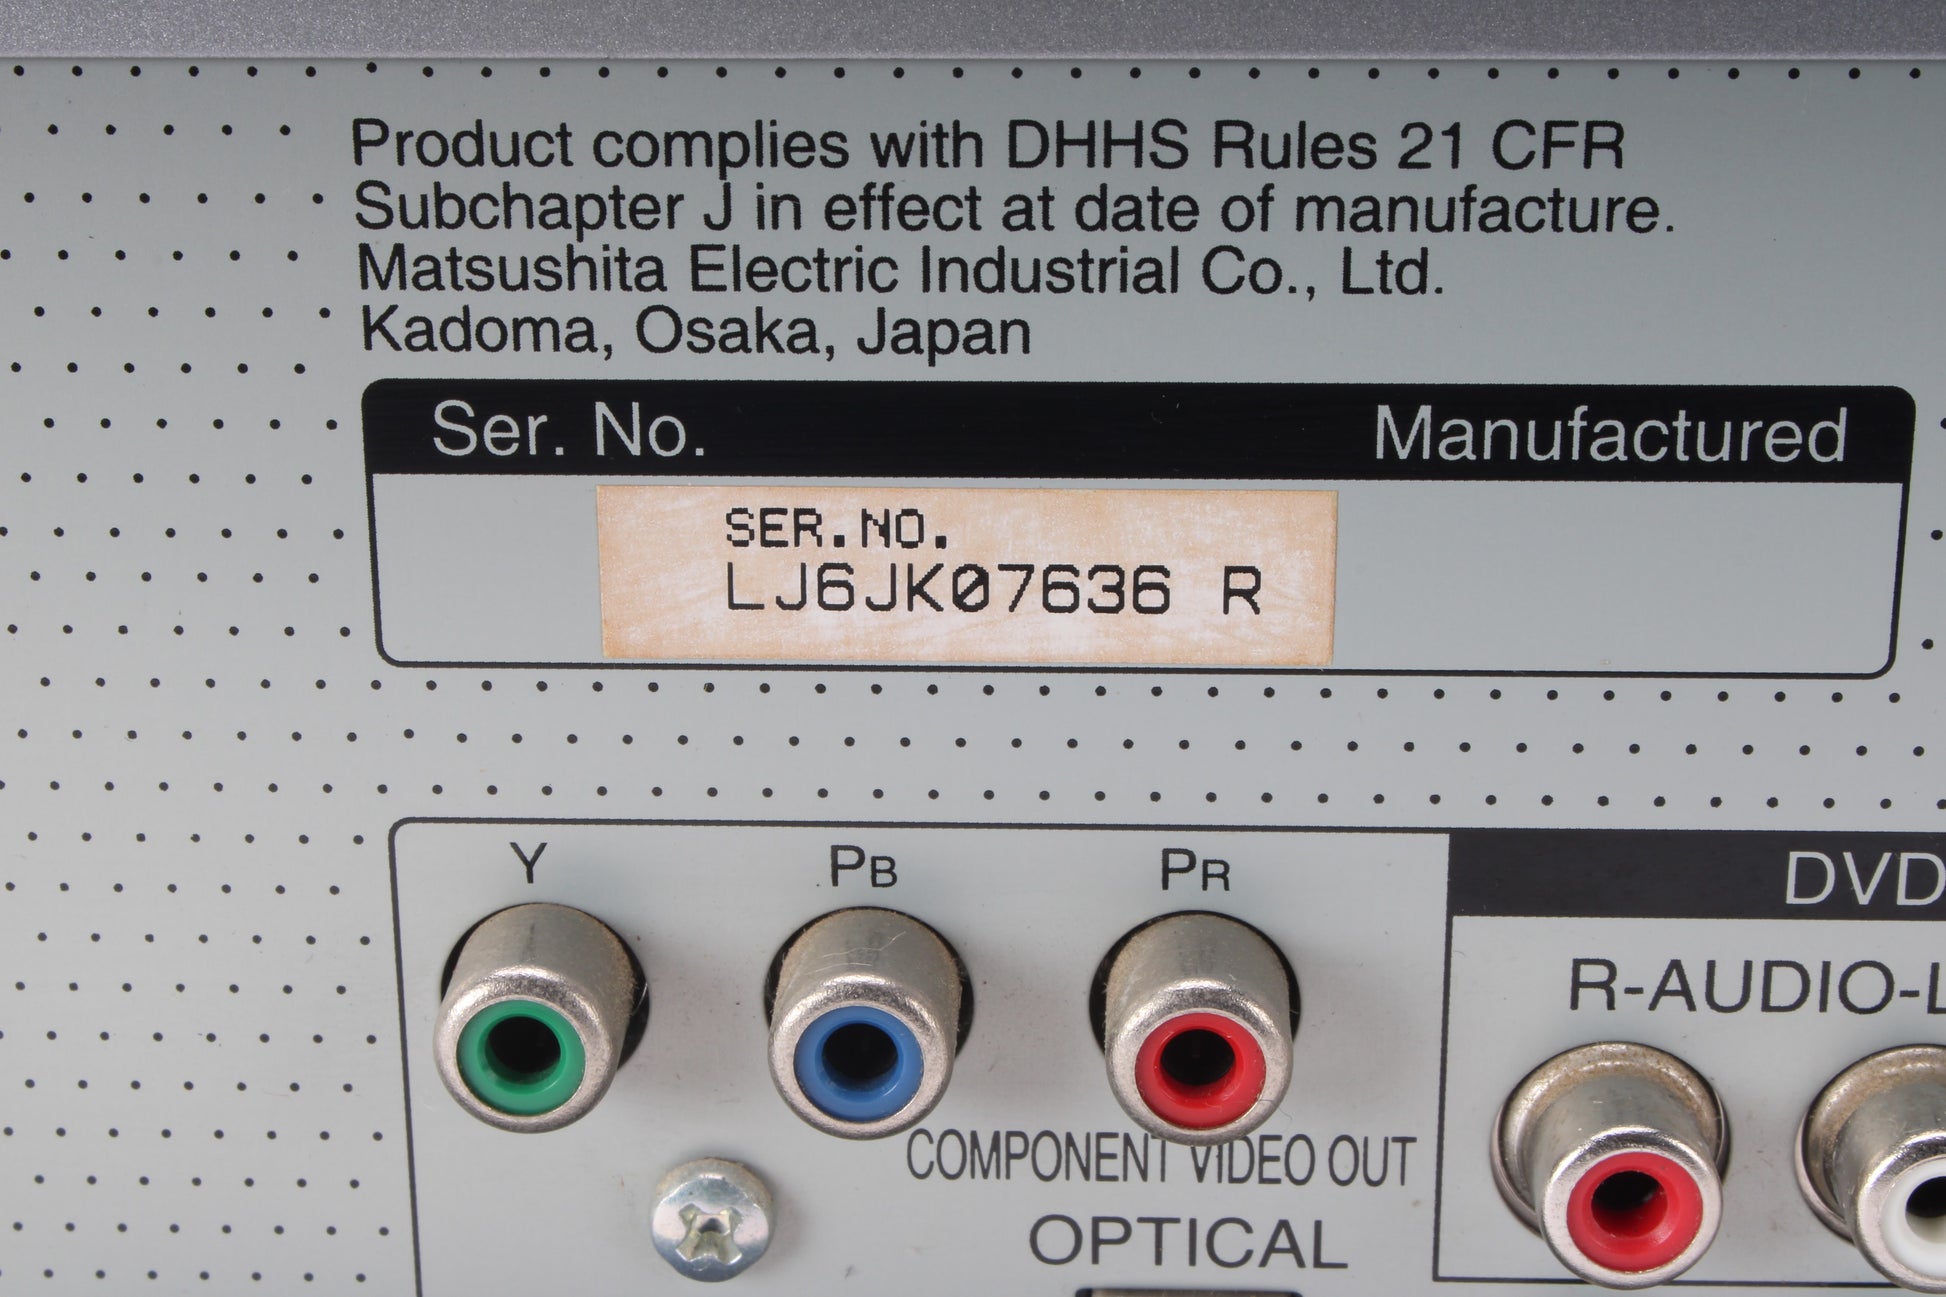 Product complies with DHHS Rules 21 CFR
Subchapter J in effect at date of manufacture.
Matsushita Electric Industrial Co., Ltd.
Kadoma, Osaka, Japan
Ser. No. Manufactured
SER.NO.
LJ6JK07636 R
Y PB PR
DVD
R-AUDIO-L
COMPONENT VIDEO OUT
OPTICAL